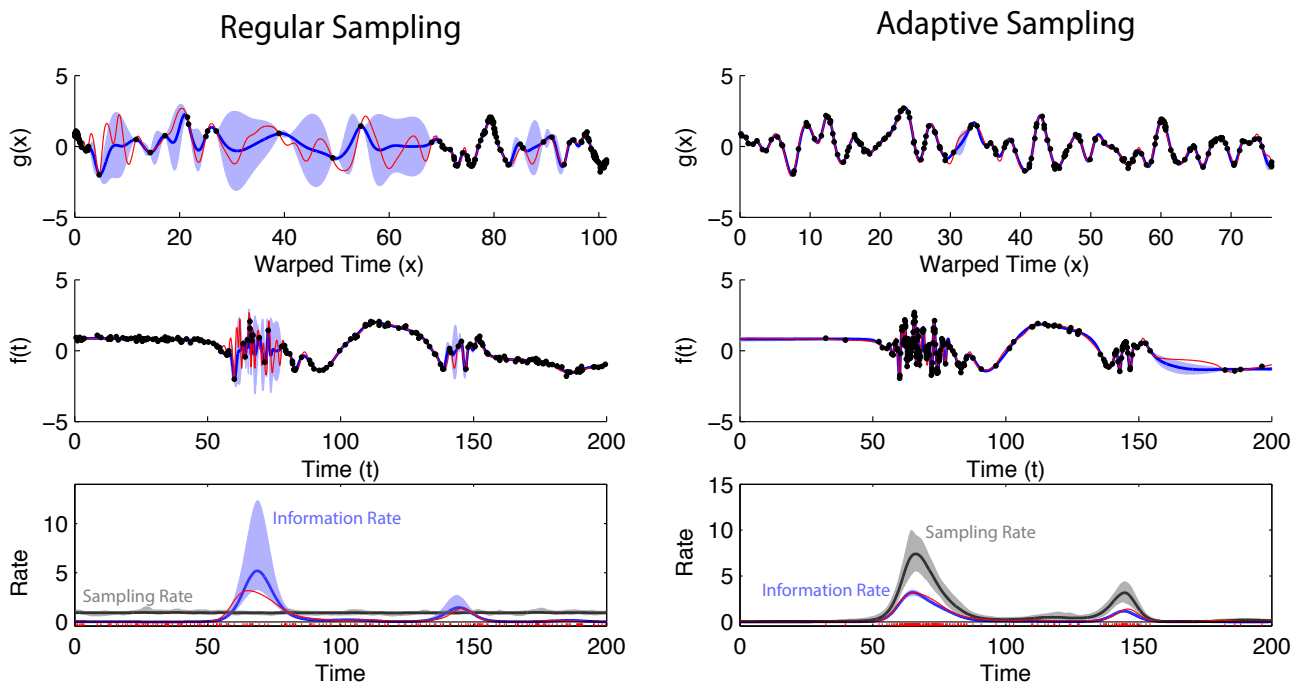 Regular Sampling
Adaptive Sampling
5
0
−5
g(x)
0 20 40 60 80 100
Warped Time (x)
5
0
−5
g(x)
0 10 20 30 40 50 60 70
Warped Time (x)
5
0
−5
f(t)
0 50 100 150 200
Time (t)
5
0
−5
f(t)
0 50 100 150 200
Time (t)
10
5
0
Rate
Information Rate
Sampling Rate
0 50 100 150 200
Time
15
10
5
0
Rate
Sampling Rate
Information Rate
0 50 100 150 200
Time